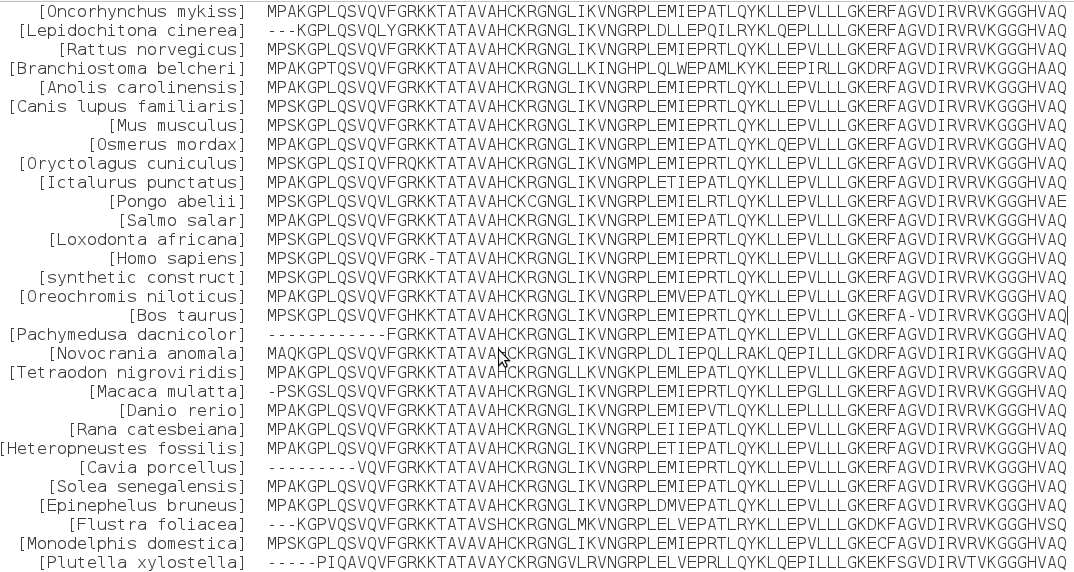 [Oncorhynchus mykiss] MPAKGPLQSVQVFGRKKTATAVAHCKRGNGLIKVNGRPLEMIEPATLQYKLLEPVLLLGKERFAGVDIRVRVKGGGHVAQ
[Lepidochitona cinerea] ---KGPLQSVQLYGRKKTATAVAHCKRGNGLIKVNGRPLDLLEPQILRYKLQEPLLLLGKERFAGVDIRVRVKGGGHVAQ
[Rattus norvegicus] MPSKGPLQSVQVFGRKKTATAVAHCKRGNGLIKVNGRPLEMIEPRTLQYKLLEPVLLLGKERFAGVDIRVRVKGGGHVAQ
[Branchiostoma belcheri] MPAKGPTQSVQVFGRKKTATAVAHCKRGNGLLKINGHPLQLWEPAMLKYKLEEPIRLLGKDRFAGVDIRVRVKGGGHAAQ
[Anolis carolinensis] MPAKGPLQSVQVFGRKKTATAVAHCKRGNGLIKVNGRPLEMIEPRTLQYKLLEPVLLLGKERFAGVDIRVRVKGGGHVAQ
[Canis lupus familiaris] MPSKGPLQSVQVFGRKKTATAVAHCKRGNGLIKVNGRPLEMIEPRTLQYKLLEPVLLLGKERFAGVDIRVRVKGGGHVAQ
[Mus musculus] MPSKGPLQSVQVFGRKKTATAVAHCKRGNGLIKVNGRPLEMIEPRTLQYKLLEPVLLLGKERFAGVDIRVRVKGGGHVAQ
[Osmerus mordax] MPAKGPLQSVQVFGRKKTATAVAHCKRGNGLIKVNGRPLEMIEPATLQYKLQEPVLLLGKERFAGVDIRVRVKGGGHVAQ
[Oryctolagus cuniculus] MPSKGPLQSIQVFRQKKTATAVAHCKRGNGLIKVNGMPLEMIEPRTLQYKLLEPVLLLGKERFAGVDIRVRVKGGGHVAQ
[Ictalurus punctatus] MPAKGPLQSVQVFGRKKTATAVAHCKRGNGLIKVNGRPLETIEPATLQYKLLEPVLLLGKERFAGVDIRVRVKGGGHVAQ
[Pongo abelii] MPSKGPLQSVQVLGRKKTATAVAHCKCGNGLIKVNGRPLEMIELRTLQYKLLEPVLLLGKERFAGVDIRVRVKGGGHVAE
[Salmo salar] MPAKGPLQSVQVFGRKKTATAVAHCKRGNGLIKVNGRPLEMIEPATLQYKLLEPVLLLGKERFAGVDIRVRVKGGGHVAQ
[Loxodonta africana] MPSKGPLQSVQVFGRKKTATAVAHCKRGNGLIKVNGRPLEMIEPRTLQYKLLEPVLLLGKERFAGVDIRVRVKGGGHVAQ
[Homo sapiens] MPSKGPLQSVQVFGRK-TATAVAHCKRGNGLIKVNGRPLEMIEPRTLQYKLLEPVLLLGKERFAGVDIRVRVKGGGHVAQ
[synthetic construct] MPSKGPLQSVQVFGRKKTATAVAHCKRGNGLIKVNGRPLEMIEPRTLQYKLLEPVLLLGKERFAGVDIRVRVKGGGHVAQ
[Oreochromis niloticus] MPAKGPLQSVQVFGRKKTATAVAHCKRGNGLIKVNGRPLEMVEPATLQYKLLEPVLLLGKERFAGVDIRVRVKGGGHVAQ
[Bos taurus] MPSKGPLQSVQVFGHKKTATAVAHCKRGNGLIKVNGRPLEMIEPRTLQYKLLEPVLLLGKERFA-VDIRVRVKGGGHVAQ
[Pachymedusa dacnicolor] ------------FGRKKTATAVAHCKRGNGLIKVNGRPLEMIEPATLQYKLLEPVLLLGKERFAGVDIRVRVKGGGHVAQ
[Novocrania anomala] MAQKGPLQSVQVFGRKKTATAVAHCKRGNGLIKVNGRPLDLIEPQLLRAKLQEPILLLGKDRFAGVDIRIRVKGGGHVAQ
[Tetraodon nigroviridis] MPAKGPLQSVQVFGRKKTATAVAHCKRGNGLLKVNGKPLEMLEPATLQYKLLEPVLLLGKERFAGVDIRVRVKGGGRVAQ
[Macaca mulatta] -PSKGSLQSVQVFGRKKTATAVAHCKRGNGLIKVNGRPLEMIEPRTLQYKLLEPGLLLGKERFAGVDIRVRVKGGGHVAQ
[Danio rerio] MPAKGPLQSVQVFGRKKTATAVAHCKRGNGLIKVNGRPLEMIEPVTLQYKLLEPLLLLGKERFAGVDIRVRVKGGGHVAQ
[Rana catesbeiana] MPAKGPLQSVQVFGRKKTATAVAHCKRGNGLIKVNGRPLEIIEPATLQYKLLEPVLLLGKERFAGVDIRVRVKGGGHVAQ
[Heteropneustes fossilis] MPAKGPLQSVQVFGRKKTATAVAHCKRGNGLIKVNGRPLETIEPATLQYKLLEPVLLLGKERFAGVDIRVRVKGGGHVAQ
[Cavia porcellus] ---------VQVFGRKKTATAVAHCKRGNGLIKVNGRPLEMIEPRTLQYKLLEPVLLLGKERFAGVDIRVRVKGGGHVAQ
[Solea senegalensis] MPAKGPLQSVQVFGRKKTATAVAHCKRGNGLIKVNGRPLEMIEPATLQYKLLEPVLLLGKERFAGVDIRVRVKGGGHVAQ
[Epinephelus bruneus] MPAKGPLQSVQVFGRKKTATAVAHCKRGNGLIKVNGRPLDMVEPATLQYKLLEPVLLLGKERFAGVDIRVRVKGGGHVAQ
[Flustra foliacea] ---KGPVQSVQVFGRKKTATAVSHCKRGNGLMKVNGRPLELVEPATLRYKLLEPVLLLGKDKFAGVDIRVRVKGGGHVSQ
[Monodelphis domestica] MPSKGPLQSVQVFGRKKTAVAVAHCKRGNGLIKVNGRPLEMIEPRTLQYKLLEPVLLLGKECFAGVDIRVRVKGGGHVAQ
[Plutella xylostella] -----PIQAVQVFGRKKTATAVAYCKRGNGVLRVNGRPLELVEPRLLQYKLQEPILLLGKEKFSGVDIRVTVKGGGHVAQ